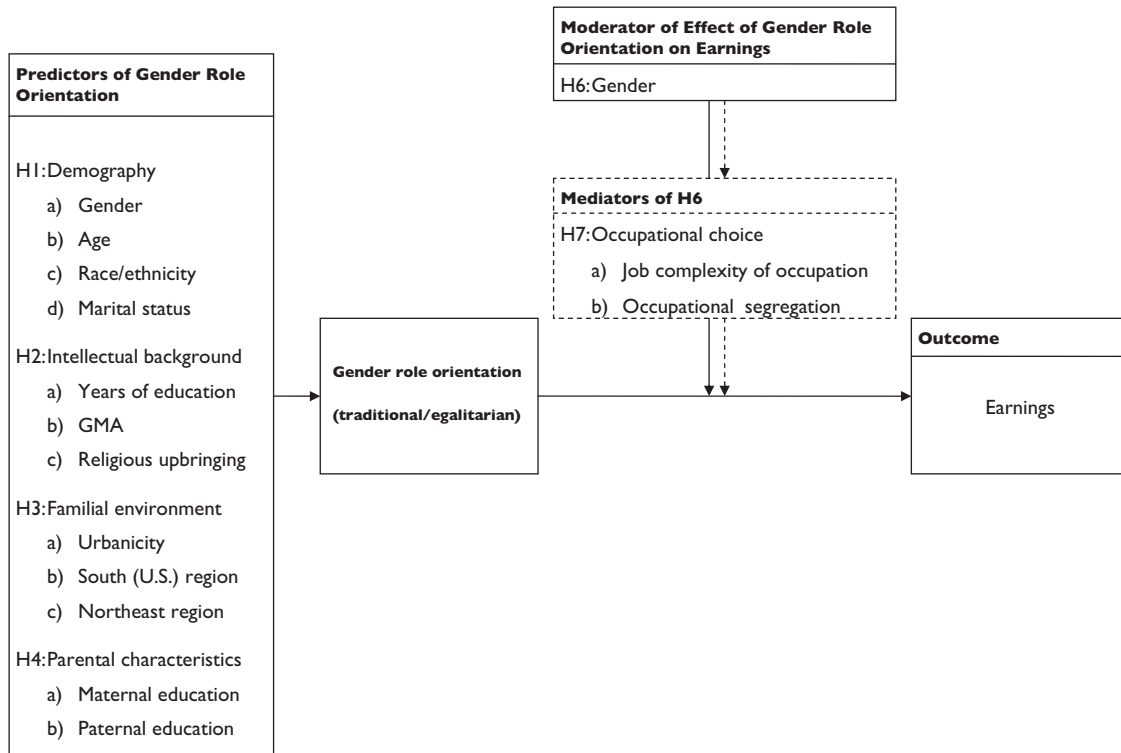 Predictors of Gender Role
Orientation
H1:Demography
a) Gender
b) Age
c) Race/ethnicity
d) Marital status
H2:Intellectual background
a) Years of education
b) GMA
c) Religious upbringing
H3:Familial environment
a) Urbanicity
b) South (U.S.) region
c) Northeast region
H4:Parental characteristics
a) Maternal education
b) Paternal education
Gender role orientation
(traditional/egalitarian)
Moderator of Effect of Gender Role
Orientation on Earnings
H6:Gender
Mediators of H6
H7:Occupational choice
a) Job complexity of occupation
b) Occupational segregation
Outcome
Earnings